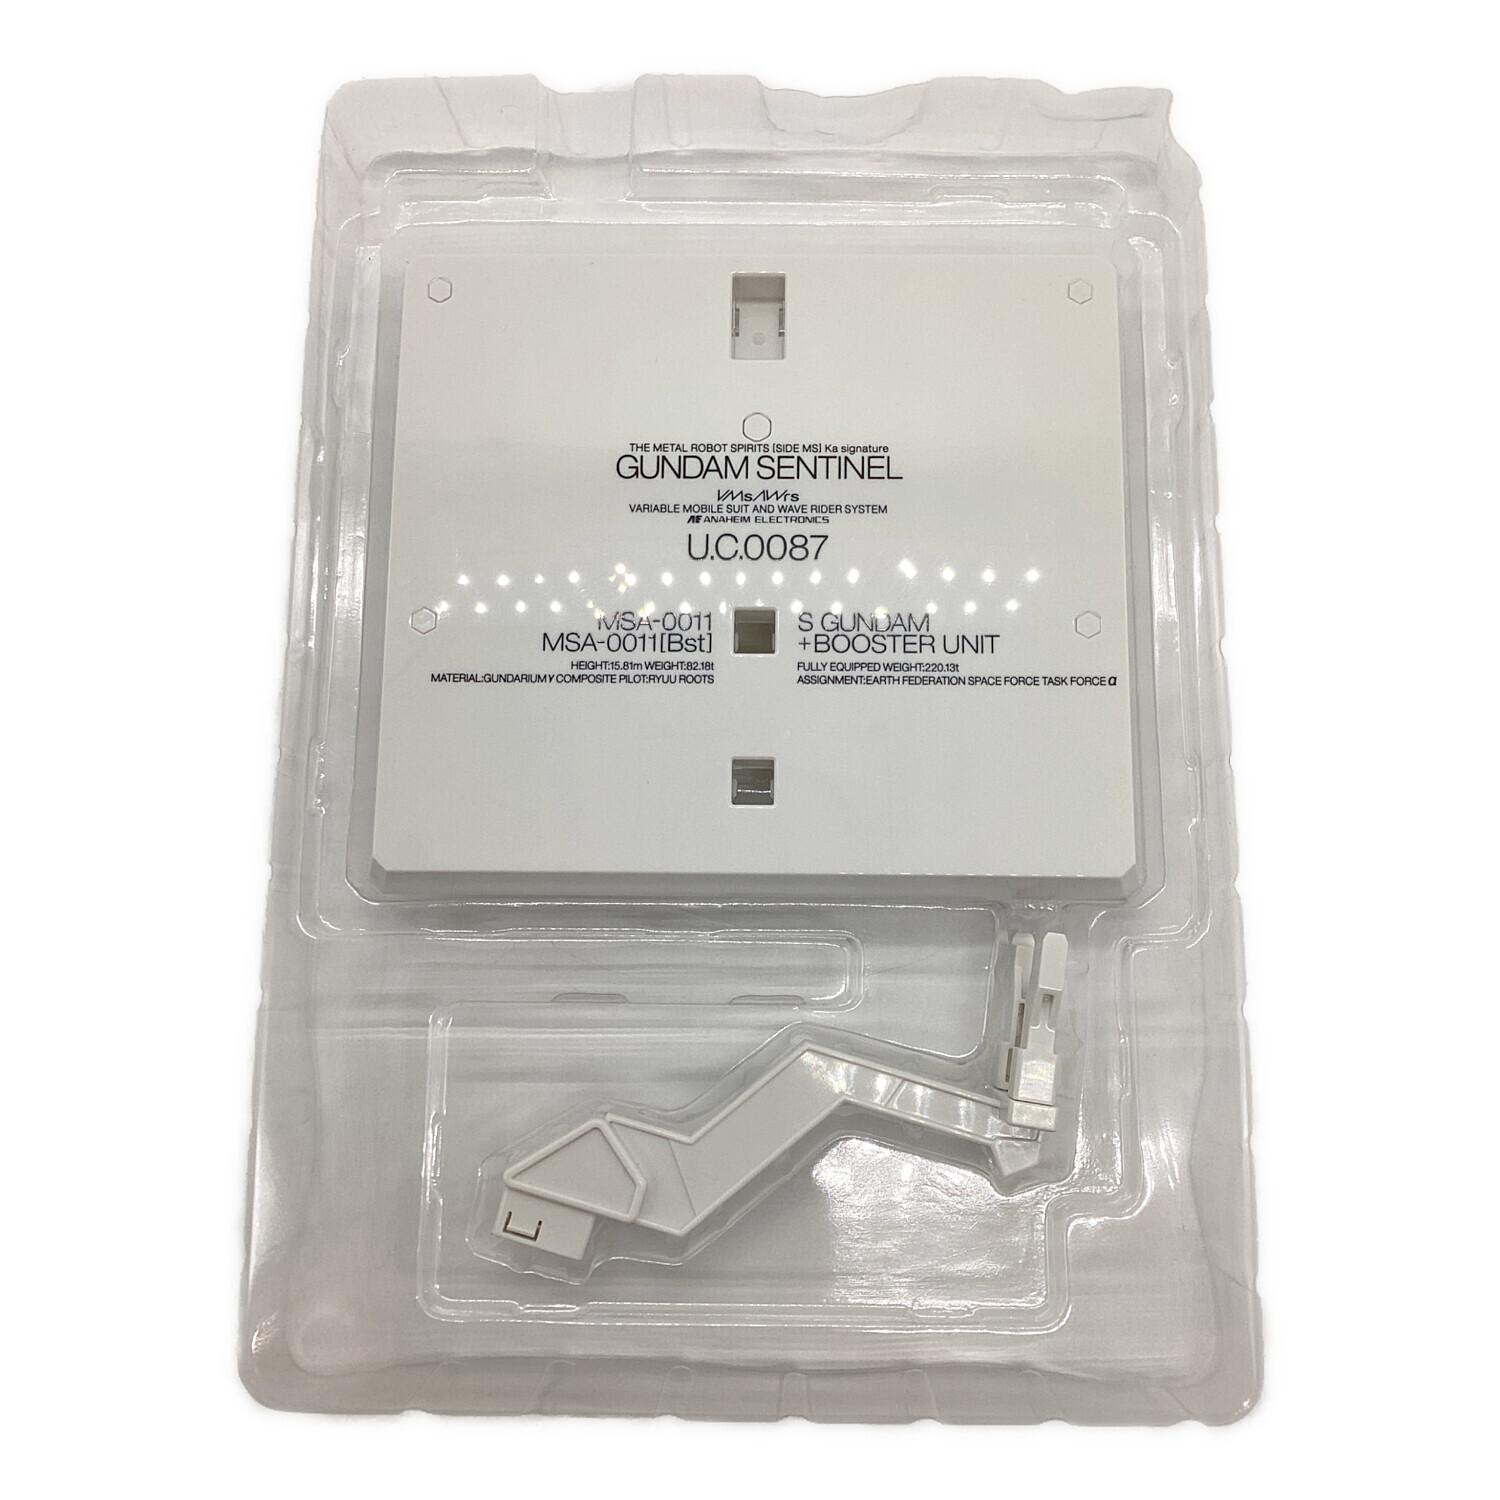 THE METAL ROBOT SPIRITS [SIDE MS] Ka signature
GUNDAM SENTINEL
VMsAWrs
VARIABLE MOBILE SUIT AND WAVE RIDER SYSTEM
AE ANAHEIM ELECTRONICS
U.C.0087
MSA-0011
MSA-0011[Bst]
HEIGHT:15.81m WEIGHT:82.18t
MATERIAL:GUNDARIUM γ COMPOSITE PILOT:RYUU ROOTS
S GUNDAM
+BOOSTER UNIT
FULLY EQUIPPED WEIGHT:220.13t
ASSIGNMENT:EARTH FEDERATION SPACE FORCE TASK FORCE α